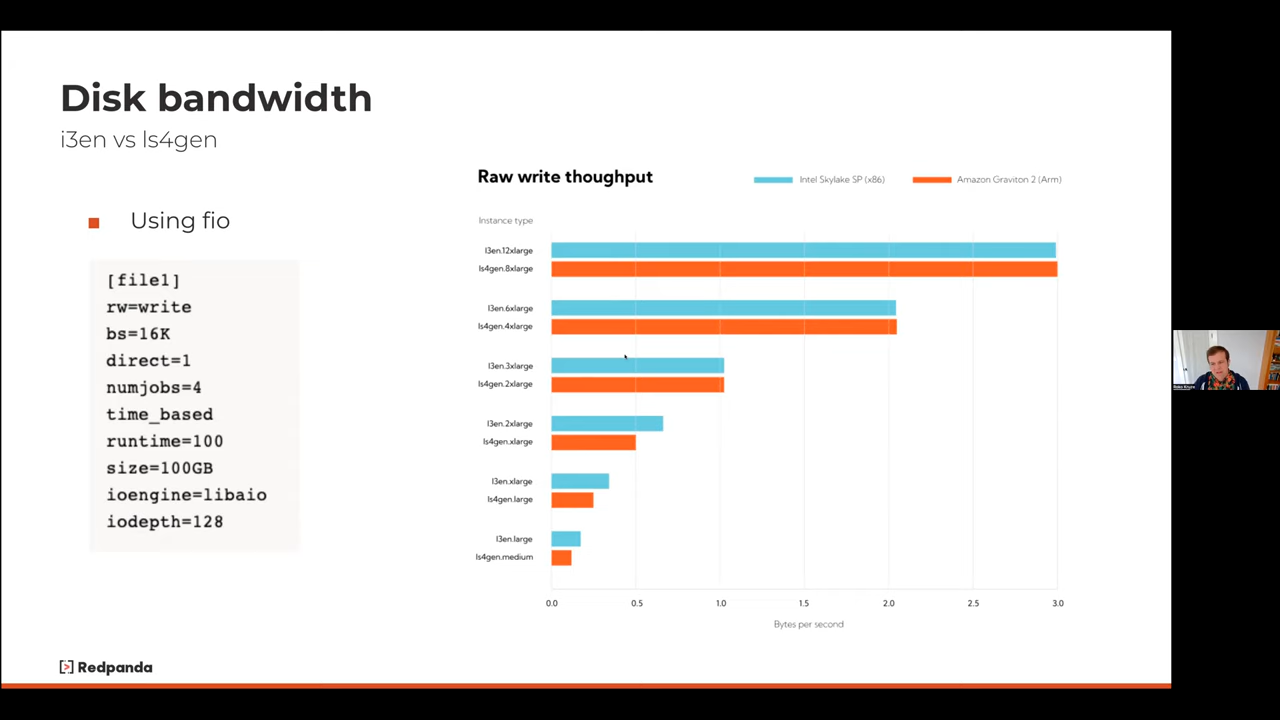 Disk bandwidth
i3en vs ls4gen
Using fio
[file1]
rw=write
bs=16K
direct=1
numjobs=4
time_based
runtime=100
size=100GB
ioengine=libaio
iodepth=128
Raw write thoughput
Intel Skylake SP (x86)
Amazon Graviton 2 (Arm)
Instance type
I3en.12xlarge
Is4gen.8xlarge
I3en.6xlarge
Is4gen.4xlarge
I3en.3xlarge
Is4gen.2xlarge
I3en.2xlarge
Is4gen.xlarge
I3en.xlarge
Is4gen.large
I3en.large
Is4gen.medium
0.0 0.5 1.0 1.5 2.0 2.5 3.0
Bytes per second
Redpanda